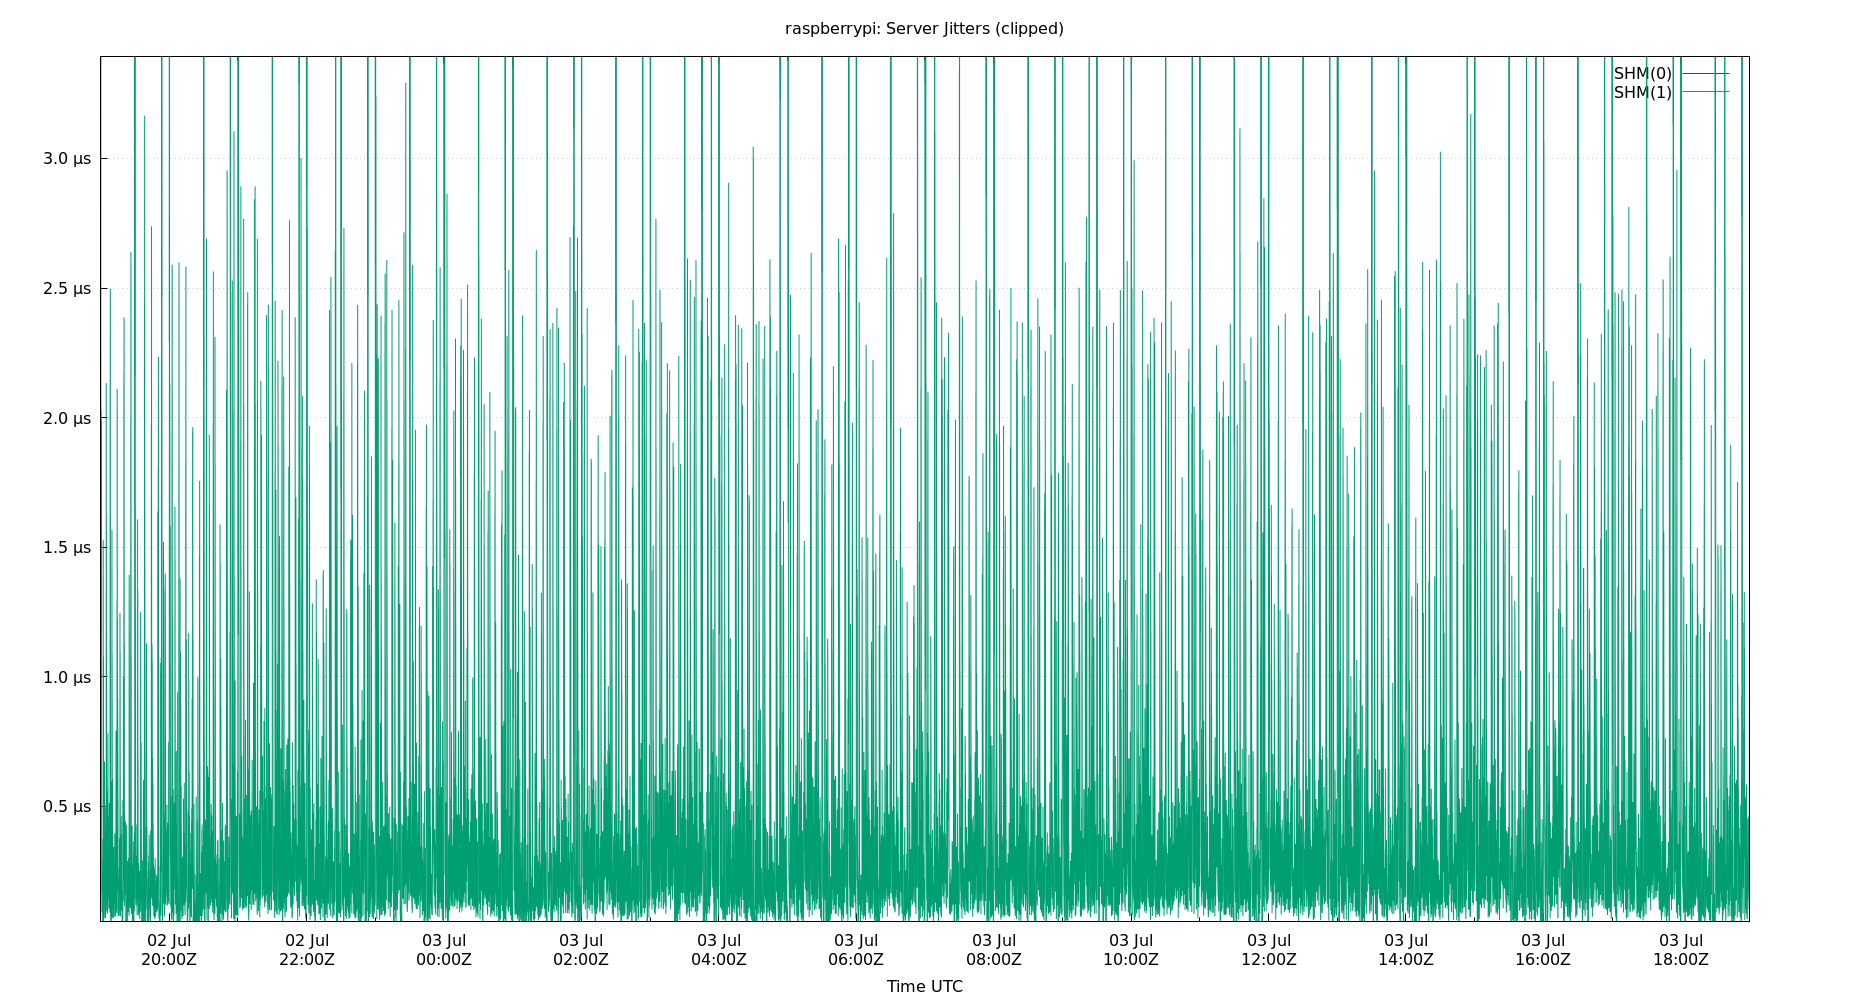 raspberrypi: Server Jitters (clipped)
SHM(0)
SHM(1)
3.0 µs
2.5 µs
2.0 µs
1.5 µs
1.0 µs
0.5 µs
02 Jul 02 Jul 03 Jul 03 Jul 03 Jul 03 Jul 03 Jul 03 Jul 03 Jul 03 Jul 03 Jul 03 Jul
20:00Z 22:00Z 00:00Z 02:00Z 04:00Z 06:00Z 08:00Z 10:00Z 12:00Z 14:00Z 16:00Z 18:00Z
Time UTC